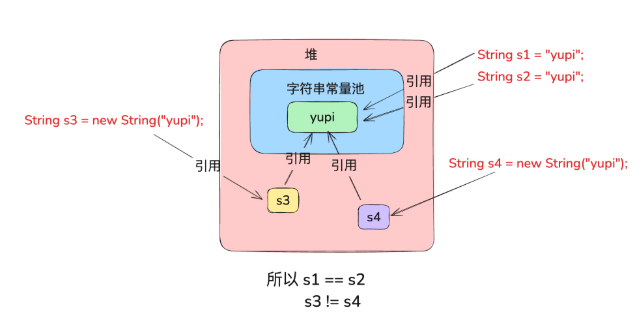 堆
String s1 = "yupi";
引用
字符串常量池
String s2 = "yupi";
引用
yupi
String s3 = new String("yupi");
引用
引用
引用
String s4 = new String("yupi");
s3
s4
所以 s1 == s2
s3 != s4